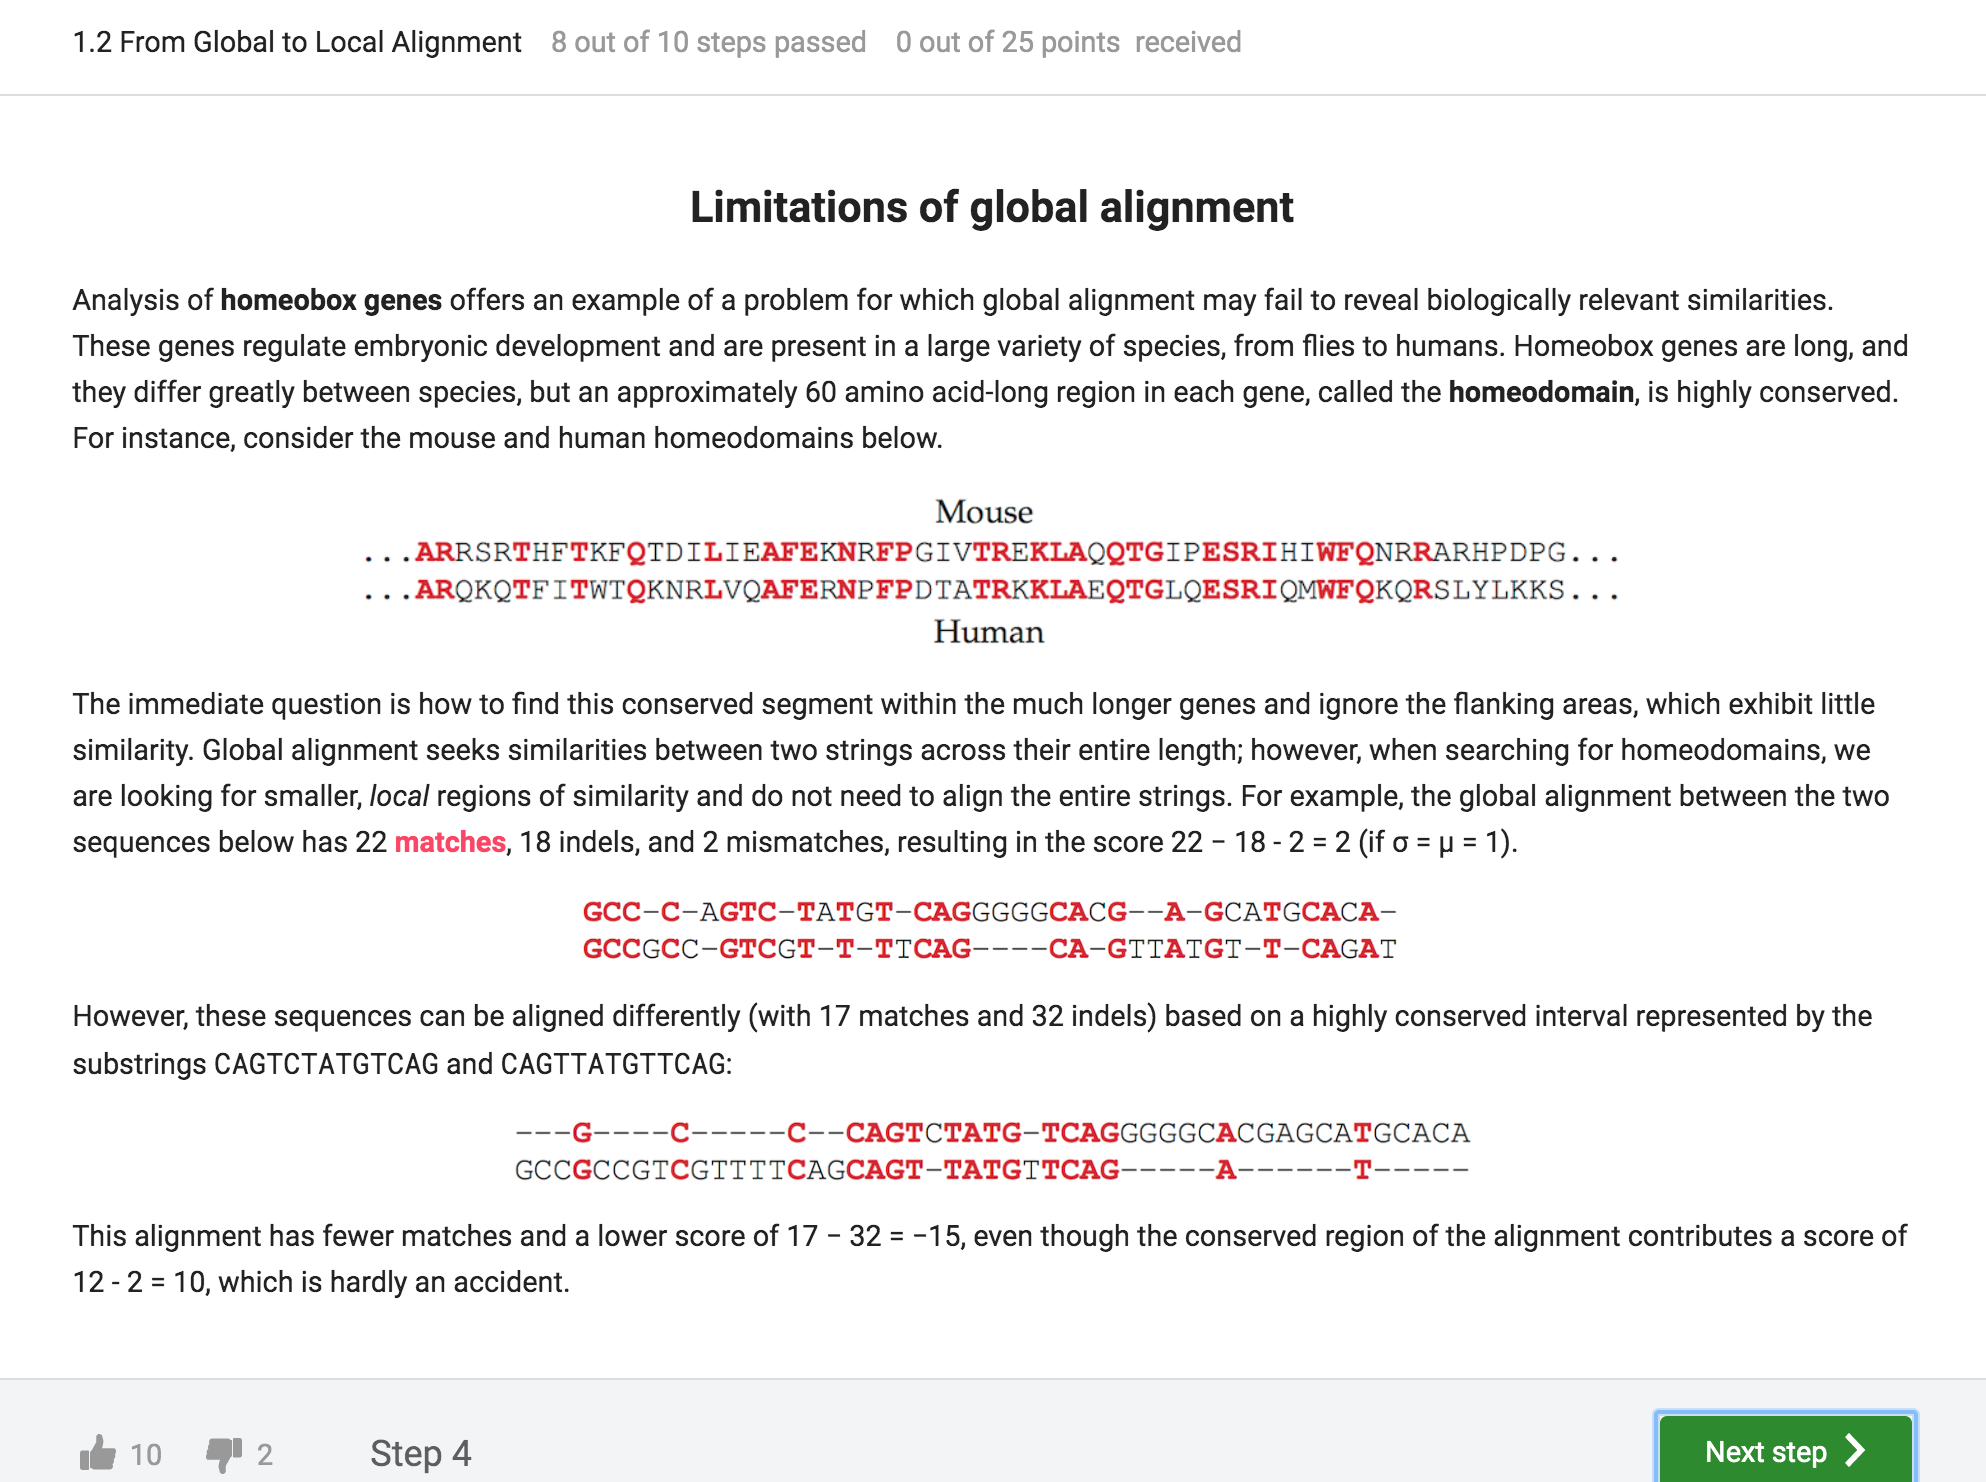 1.2 From Global to Local Alignment 8 out of 10 steps passed 0 out of 25 points received
Limitations of global alignment
Analysis of homeobox genes offers an example of a problem for which global alignment may fail to reveal biologically relevant similarities.
These genes regulate embryonic development and are present in a large variety of species, from flies to humans. Homeobox genes are long, and
they differ greatly between species, but an approximately 60 amino acid-long region in each gene, called the homeodomain, is highly conserved.
For instance, consider the mouse and human homeodomains below.
Mouse
...ARRSRTHFTKFQTDILIEAFEKNRFPGIVTREKLAQQTGIPESRIHIWFQNRRARHPDPG...
...ARQKQTFITWTQKNRLVQAFERNPFPDTATRKKLAEQTGLQESRIQMWFQKQRSLYLKKS...
Human
The immediate question is how to find this conserved segment within the much longer genes and ignore the flanking areas, which exhibit little
similarity. Global alignment seeks similarities between two strings across their entire length; however, when searching for homeodomains, we
are looking for smaller, local regions of similarity and do not need to align the entire strings. For example, the global alignment between the two
sequences below has 22 matches, 18 indels, and 2 mismatches, resulting in the score 22 − 18 - 2 = 2 (if σ = μ = 1).
GCC-C-AGTC-TATGT-CAGGGGGCACG--A-GCATGCACA-
GCCGCC-GTCGT-T-TTCAG----CA-GTTATGT-T-CAGAT
However, these sequences can be aligned differently (with 17 matches and 32 indels) based on a highly conserved interval represented by the
substrings CAGTCTATGTCAG and CAGTTATGTTCAG:
---G----C-----C--CAGTCTATG-TCAGGGGGCACGAGCATGCACA
GCCGCCGTCGTTTTCAGCAGT-TATGTTCAG-----A------T-----
This alignment has fewer matches and a lower score of 17 − 32 = −15, even though the conserved region of the alignment contributes a score of
12 - 2 = 10, which is hardly an accident.
10 2 Step 4 Next step